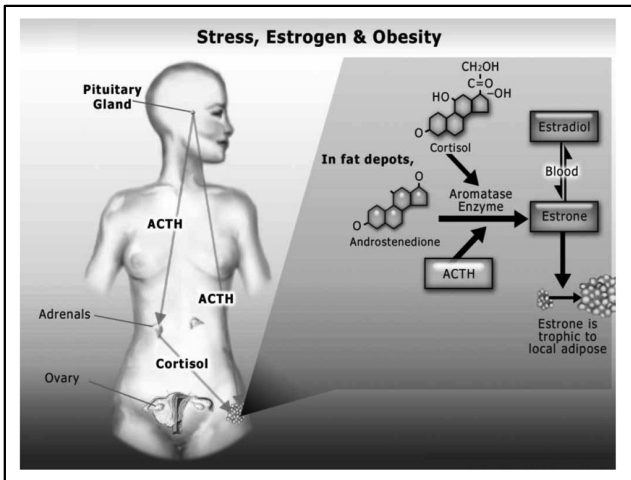 Stress, Estrogen & Obesity
Pituitary
Gland
ACTH
ACTH
Adrenals
Cortisol
Ovary
In fat depots,
CH₂OH
C=O
HO
-OH
O
Cortisol
O
O
Androstenedione
Aromatase
Enzyme
ACTH
Estradiol
Blood
Estrone
Estrone is
trophic to
local adipose